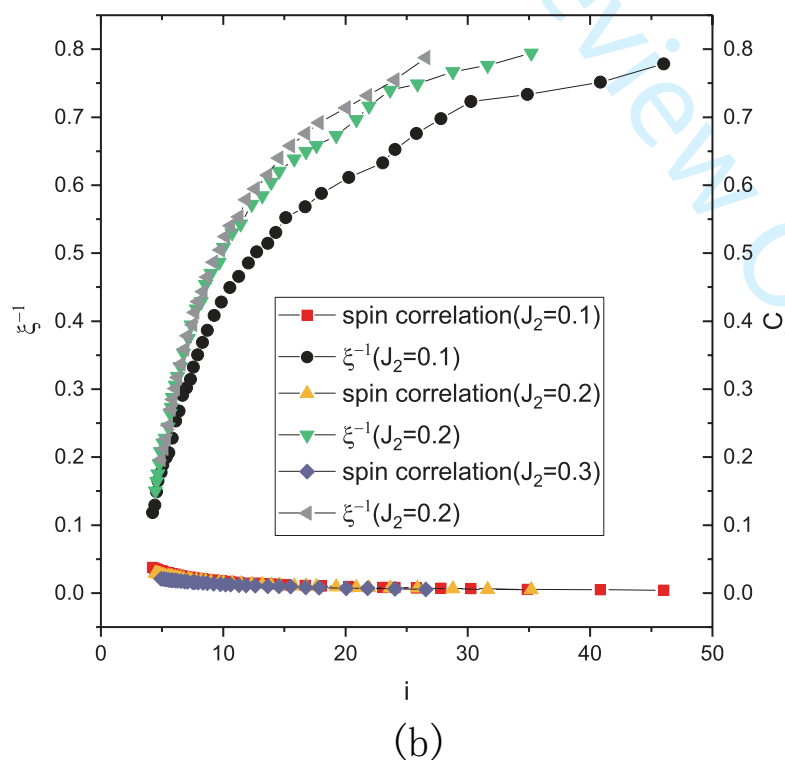 eview O
0.8
0.7
0.6
0.5
0.4
0.3
0.2
0.1
0.0
ξ⁻¹
0.8
0.7
0.6
0.5
0.4
0.3
0.2
0.1
0.0
C
spin correlation(J₂=0.1)
ξ⁻¹(J₂=0.1)
spin correlation(J₂=0.2)
ξ⁻¹(J₂=0.2)
spin correlation(J₂=0.3)
ξ⁻¹(J₂=0.2)
0 10 20 30 40 50
i
(b)